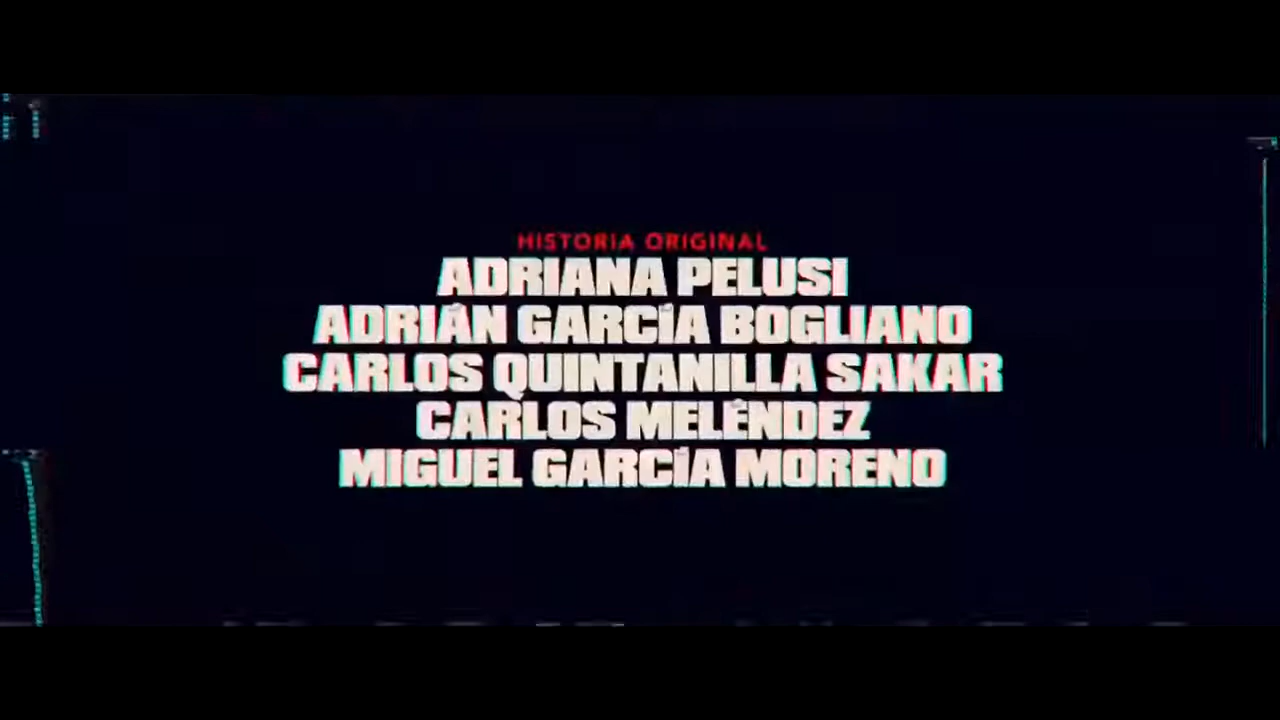 HISTORIA ORIGINAL
ADRIANA PELUSI
ADRIÁN GARCÍA BOGLIANO
CARLOS QUINTANILLA SAKAR
CARLOS MELÉNDEZ
MIGUEL GARCÍA MORENO